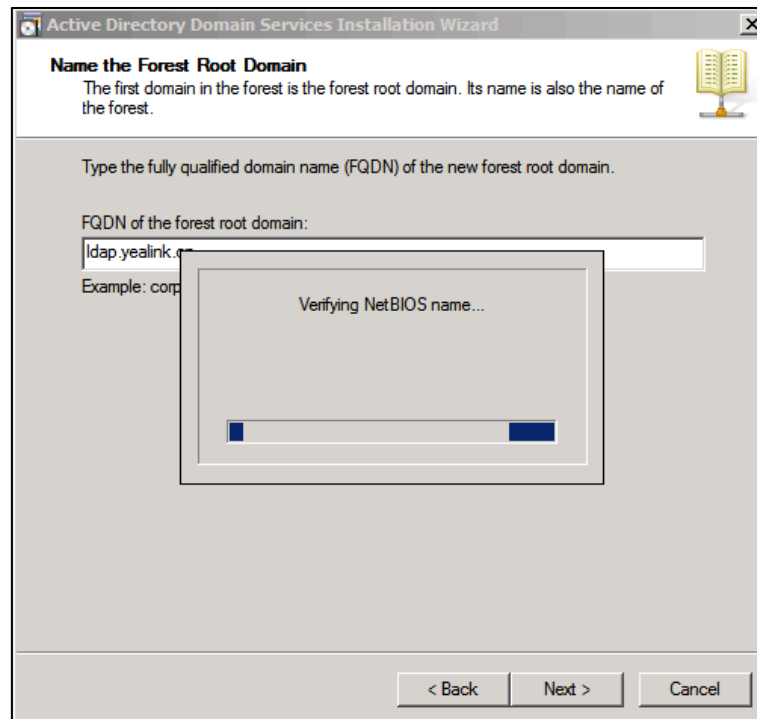 Active Directory Domain Services Installation Wizard
Name the Forest Root Domain
The first domain in the forest is the forest root domain. Its name is also the name of
the forest.
Type the fully qualified domain name (FQDN) of the new forest root domain.
FQDN of the forest root domain:
ldap.yealink.cn
Example: corp
Verifying NetBIOS name...
< Back
Next >
Cancel